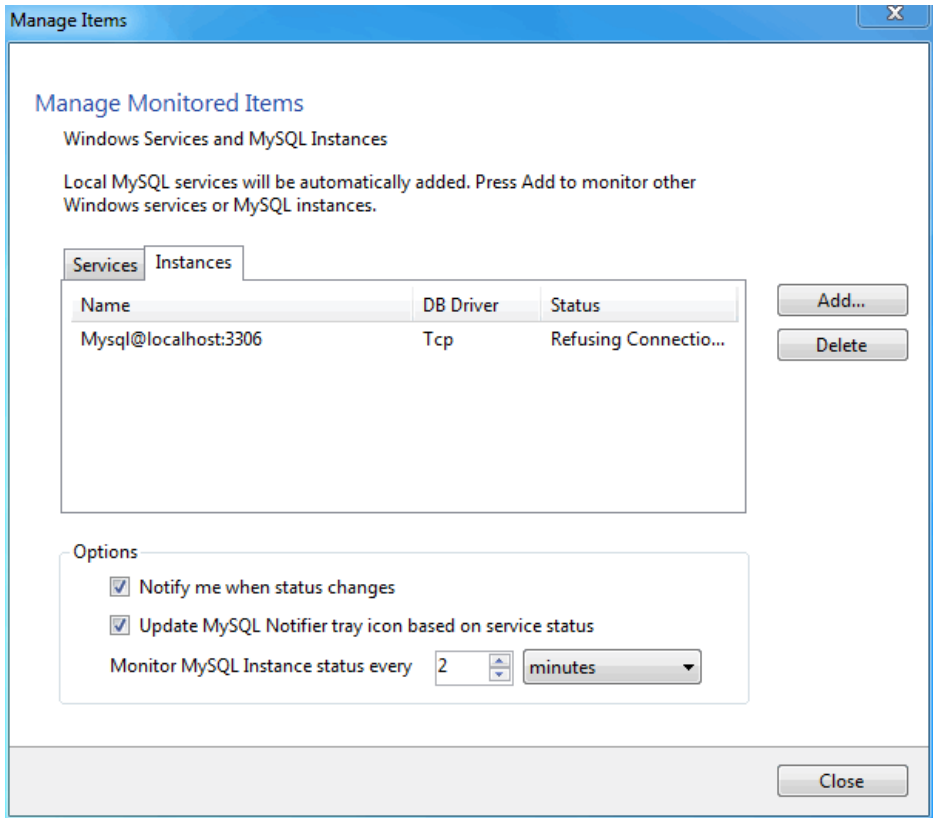 Manage Items
X
Manage Monitored Items
Windows Services and MySQL Instances
Local MySQL services will be automatically added. Press Add to monitor other
Windows services or MySQL instances.
Services Instances
Name DB Driver Status
Mysql@localhost:3306 Tcp Refusing Connectio...
Add...
Delete
Options
Notify me when status changes
Update MySQL Notifier tray icon based on service status
Monitor MySQL Instance status every 2 minutes
Close